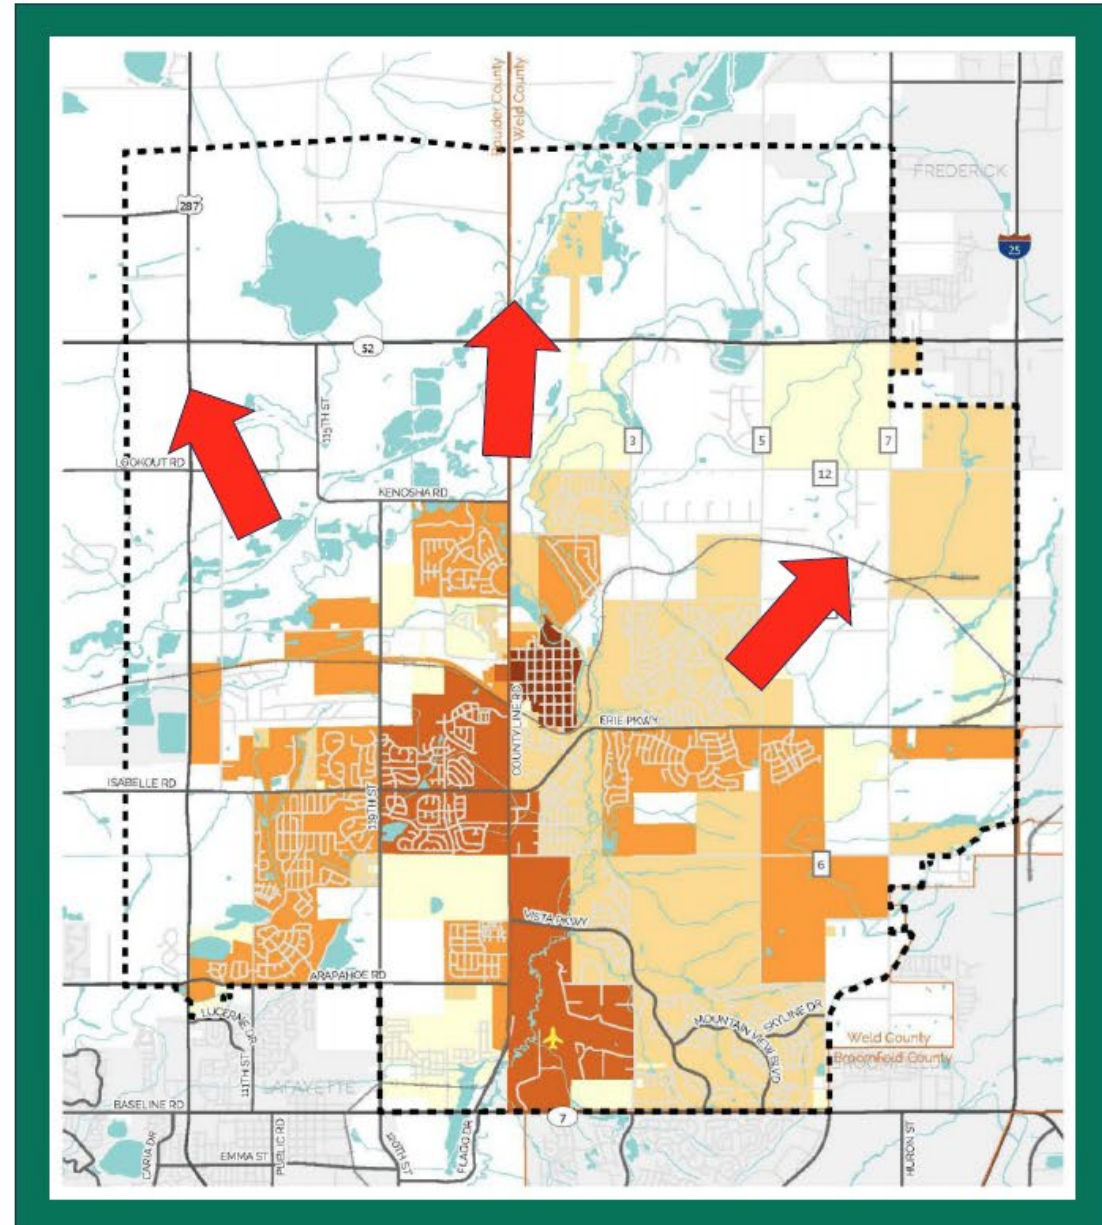 Boulder County
Weld County
FREDERICK
287
25
52
115TH ST
3
5
7
LOOKOUT RD
12
KENOSHA RD
COUNTY LINE RD
ERIE PKWY
ISABELLE RD
119TH ST
6
VISTA PKWY
ARAPAHOE RD
LUCERNE DR
MOUNTAIN VIEW BLVD
SKYLINE DR
Weld County
Broomfield County
111TH ST
LAFAYETTE
BASELINE RD
7
CARIA DR
EMMA ST
PUBLIC RD
120TH ST
FLAGG DR
HURON ST